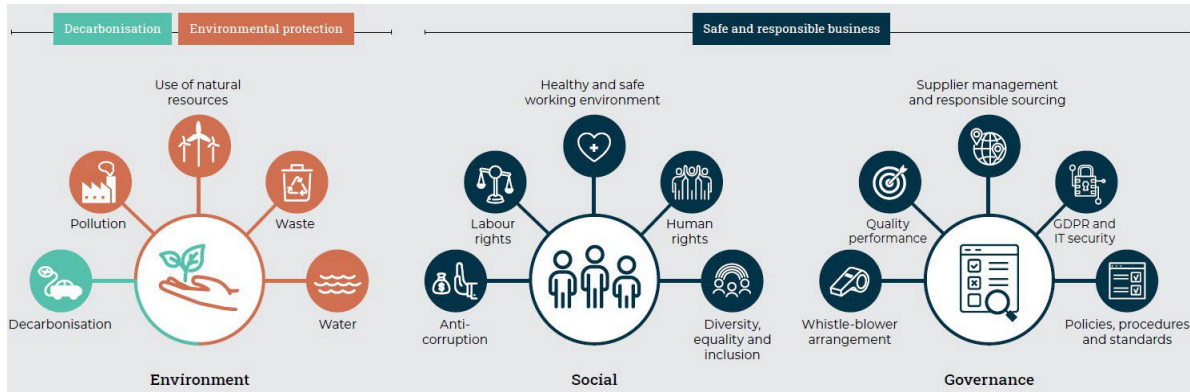 Decarbonisation
Environmental protection
Safe and responsible business
Use of natural
resources
Pollution
Waste
Decarbonisation
Water
Environment
Healthy and safe
working environment
Labour
rights
Human
rights
Anti-
corruption
Diversity,
equality and
inclusion
Social
Supplier management
and responsible sourcing
Quality
performance
GDPR and
IT security
Whistle-blower
arrangement
Policies, procedures
and standards
Governance